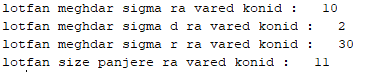 lotfan meghdar sigma ra vared konid : 10
lotfan meghdar sigma d ra vared konid : 2
lotfan meghdar sigma r ra vared konid : 30
lotfan size panjere ra vared konid : 11